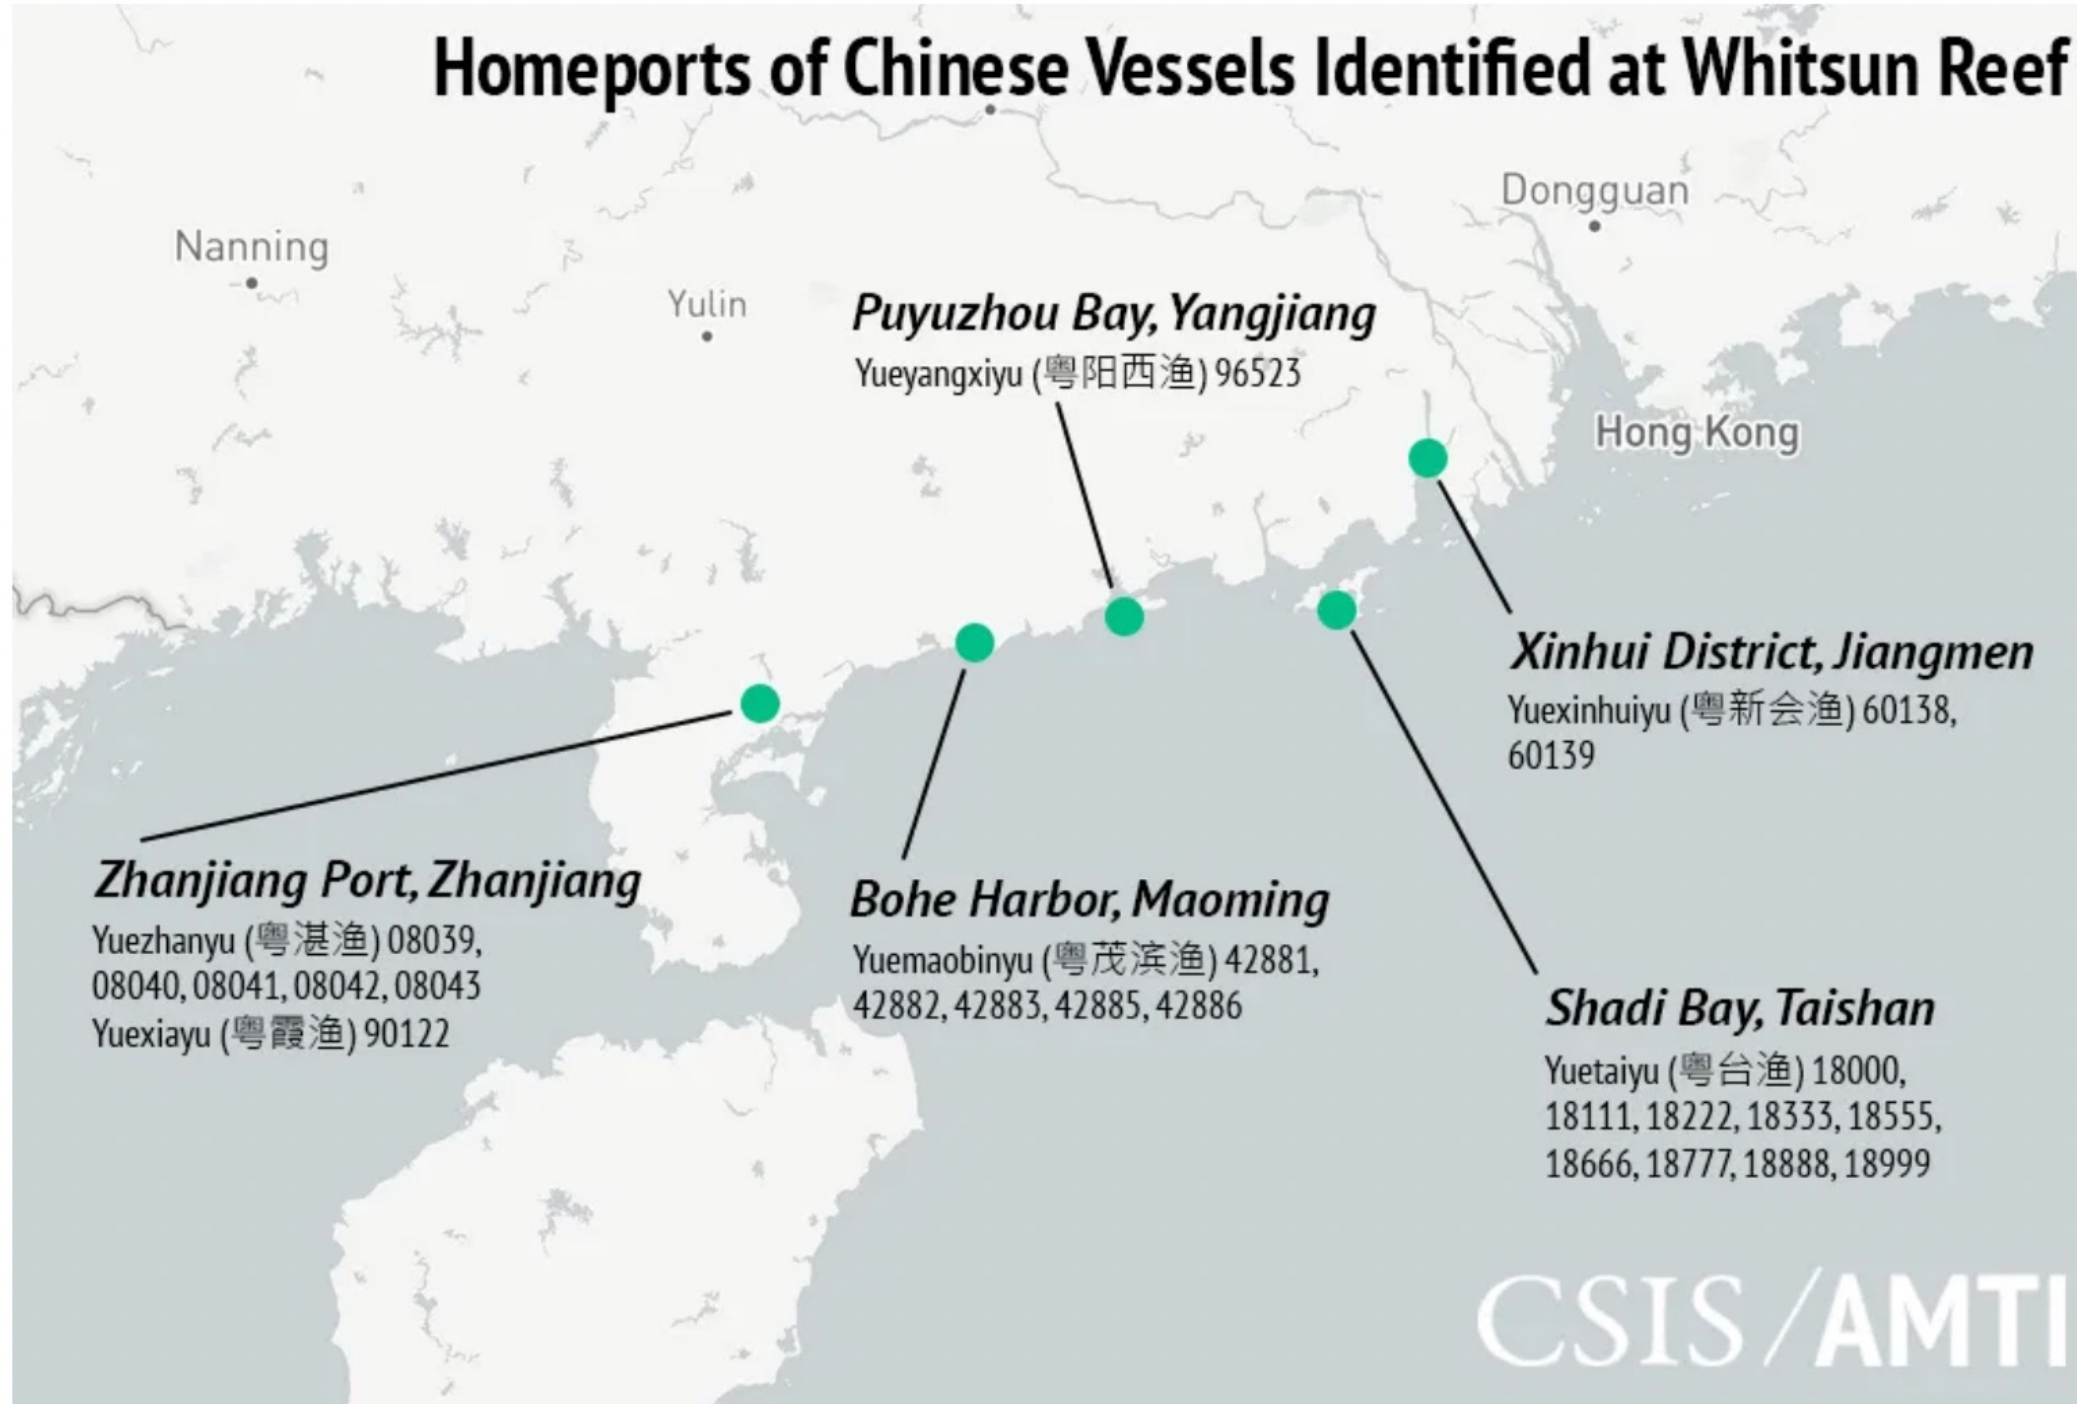 Homeports of Chinese Vessels Identified at Whitsun Reef
Dongguan
Nanning
Yulin
Puyuzhou Bay, Yangjiang
Yueyangxiyu (粤阳西渔) 96523
Hong Kong
Xinhui District, Jiangmen
Yuexinhuiyu (粤新会渔) 60138,
60139
Zhanjiang Port, Zhanjiang
Yuezhanyu (粤湛渔) 08039,
08040, 08041, 08042, 08043
Yuexiayu (粤霞渔) 90122
Bohe Harbor, Maoming
Yuemaobinyu (粤茂滨渔) 42881,
42882, 42883, 42885, 42886
Shadi Bay, Taishan
Yuetaiyu (粤台渔) 18000,
18111, 18222, 18333, 18555,
18666, 18777, 18888, 18999
CSIS/AMTI